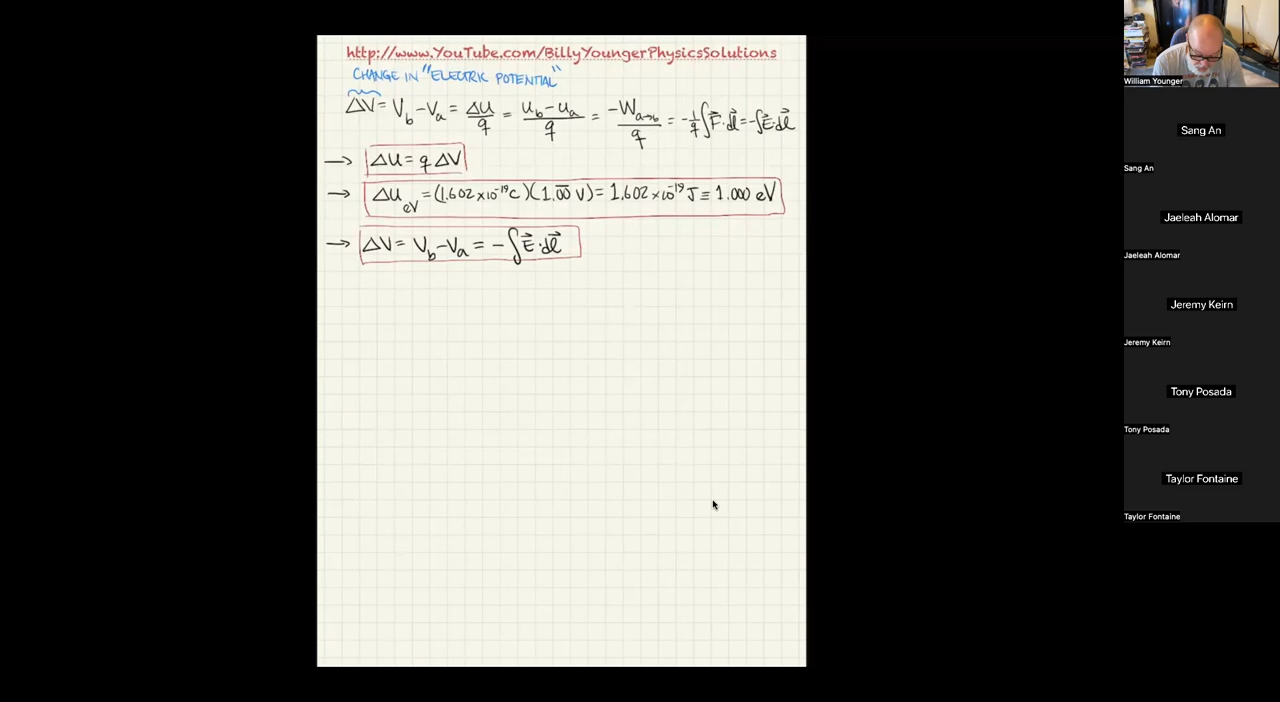 http://www.YouTube.com/BillyYoungerPhysicsSolutions
CHANGE IN "ELECTRIC POTENTIAL"
ΔV = V_b - V_a = ΔU/q = (U_b - U_a)/q = -W_a→b/q = -1/q ∫F⃗·dl⃗ = -∫E⃗·dl⃗
→ ΔU = q ΔV
→ ΔU_eV = (1.602 × 10⁻¹⁹ C)(1.0̅0̅ V) = 1.602 × 10⁻¹⁹ J ≡ 1.000 eV
→ ΔV = V_b - V_a = -∫E⃗·dl⃗
William Younger
Sang An
Sang An
Jaeleah Alomar
Jaeleah Alomar
Jeremy Keirn
Jeremy Keirn
Tony Posada
Tony Posada
Taylor Fontaine
Taylor Fontaine